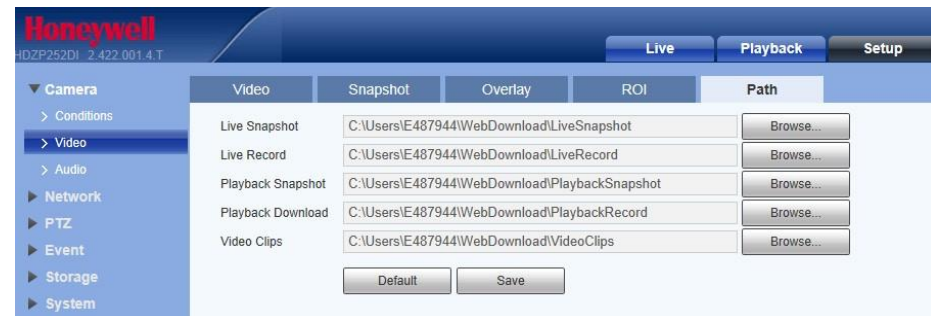 Honeywell
HDZP252DI 2.422.001.4.T
Live Playback Setup
Camera
Conditions
Video
Audio
Network
PTZ
Event
Storage
System
Video Snapshot Overlay ROI Path
Live Snapshot C:\Users\E487944\WebDownload\LiveSnapshot Browse...
Live Record C:\Users\E487944\WebDownload\LiveRecord Browse...
Playback Snapshot C:\Users\E487944\WebDownload\PlaybackSnapshot Browse...
Playback Download C:\Users\E487944\WebDownload\PlaybackRecord Browse...
Video Clips C:\Users\E487944\WebDownload\VideoClips Browse...
Default Save